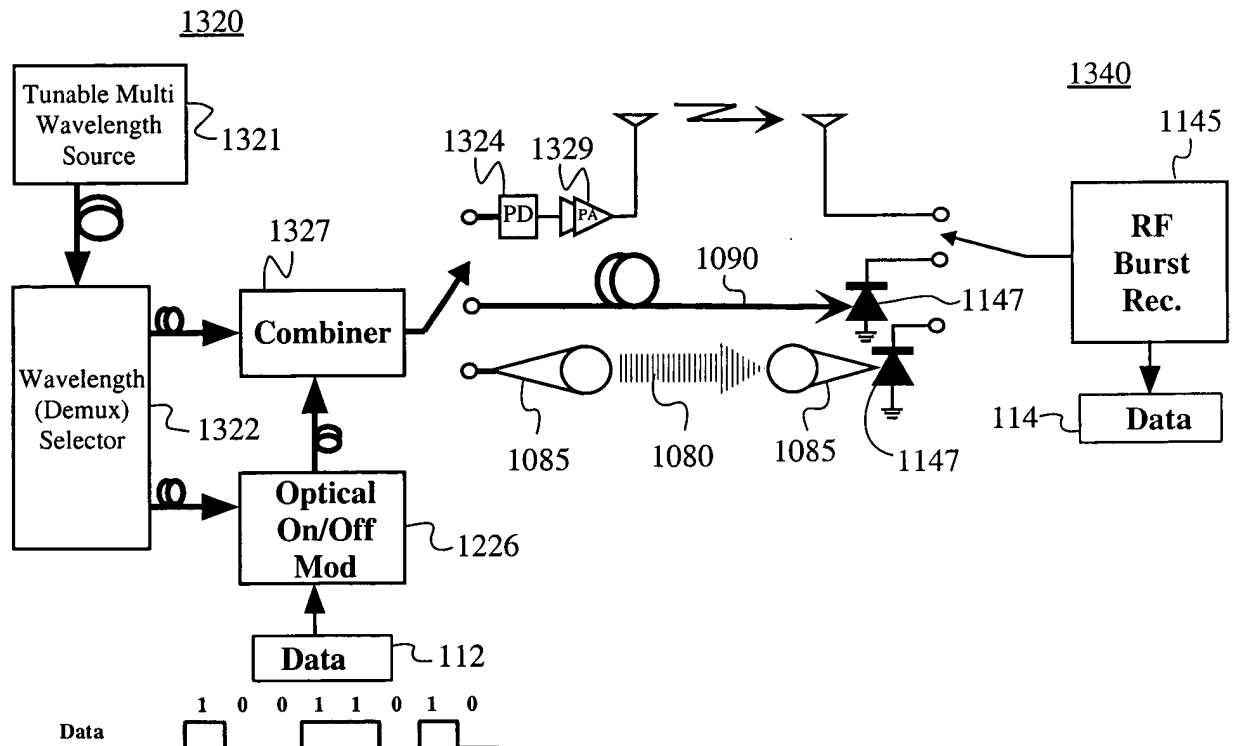 1320
Tunable Multi
Wavelength
Source
1321
1324
1329
PD
PA
1340
1145
RF
Burst
Rec.
1327
Combiner
1090
1147
Wavelength
(Demux)
Selector
1322
1085
1080
1085
1147
114
Data
Optical
On/Off
Mod
1226
Data
112
1 0 0 1 1 0 1 0
Data